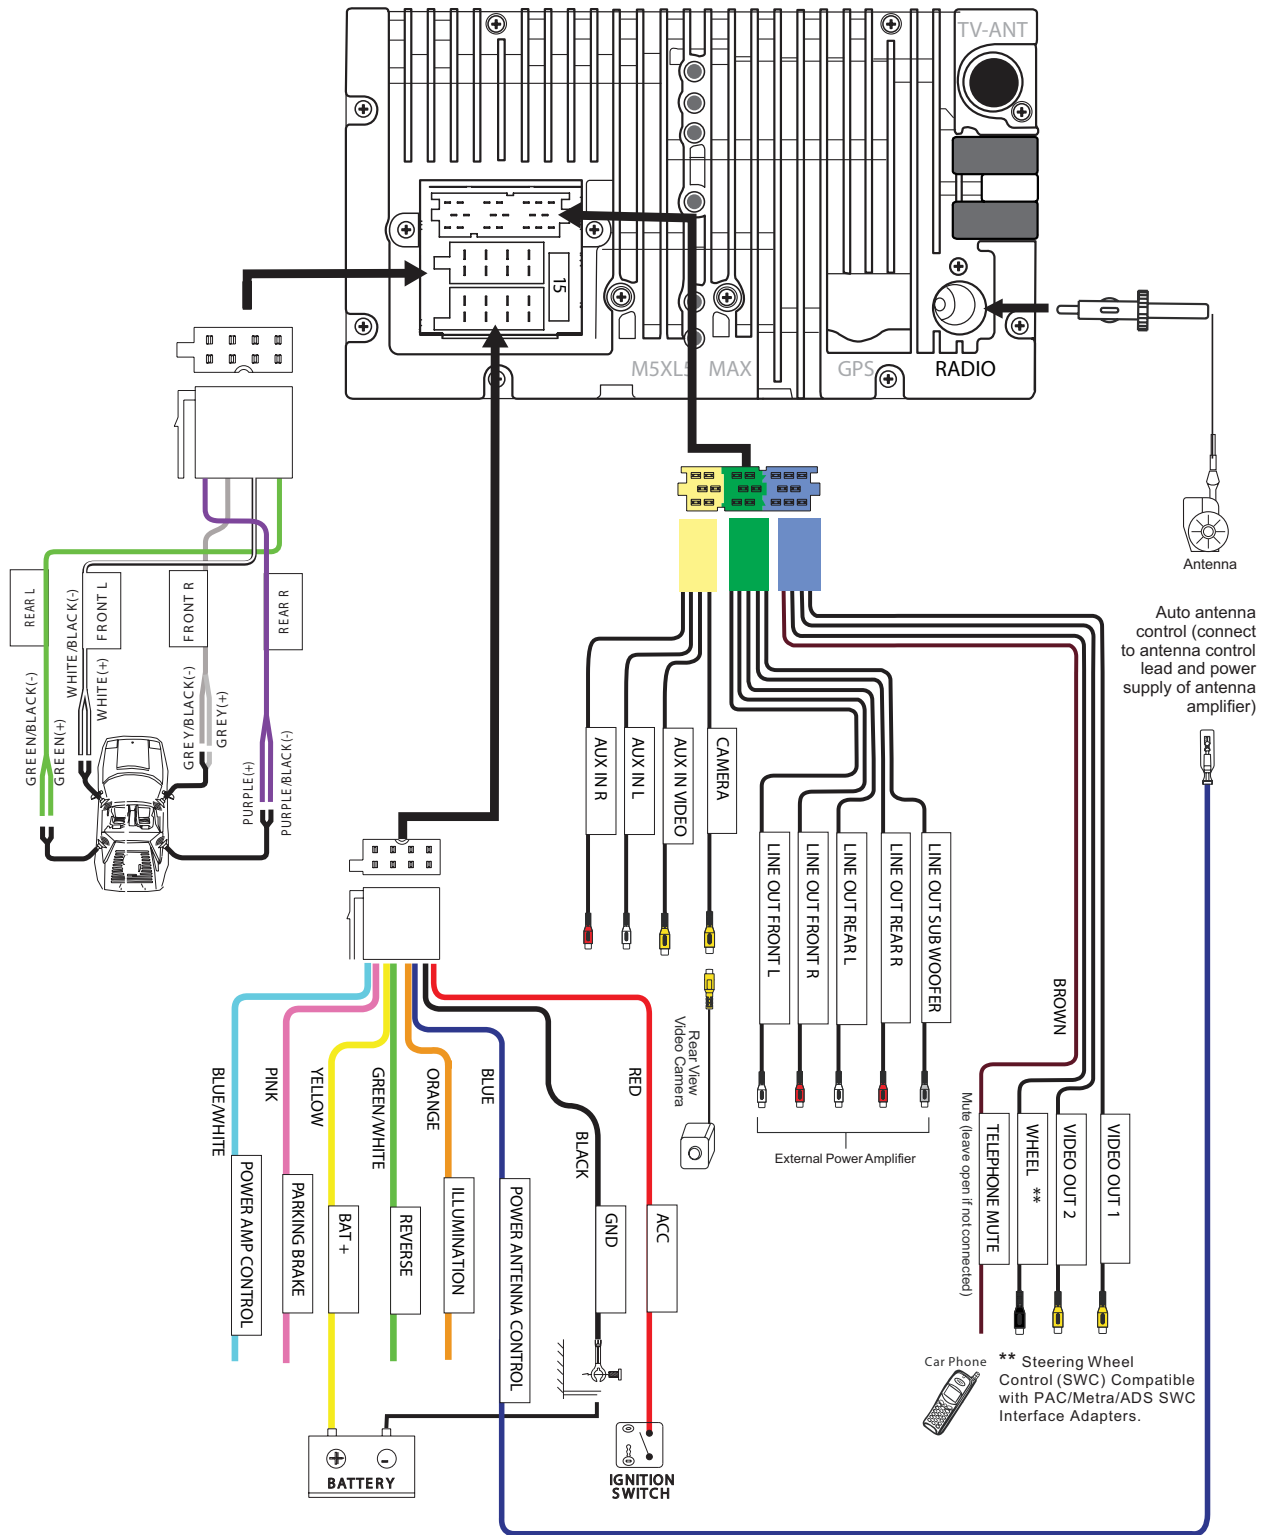 TV-ANT
15
M5XL5 MAX
GPS
RADIO
Antenna
Auto antenna
control (connect
to antenna control
lead and power
supply of antenna
amplifier)
REAR L
WHITE/BLACK(-)
FRONT L
FRONT R
REAR R
GREEN/BLACK(-)
GREEN(+)
WHITE(+)
GREY/BLACK(-)
GREY(+)
PURPLE(+)
PURPLE/BLACK(-)
AUX IN R
AUX IN L
AUX IN VIDEO
CAMERA
LINE OUT FRONT L
LINE OUT FRONT R
LINE OUT REAR L
LINE OUT REAR R
LINE OUT SUB WOOFER
Rear View
Video Camera
External Power Amplifier
BROWN
Mute (leave open if not connected)
TELEPHONE MUTE
WHEEL **
VIDEO OUT 2
VIDEO OUT 1
BLUE/WHITE
PINK
YELLOW
GREEN/WHITE
ORANGE
BLUE
BLACK
RED
POWER AMP CONTROL
PARKING BRAKE
BAT +
REVERSE
ILLUMINATION
POWER ANTENNA CONTROL
GND
ACC
+
-
BATTERY
IGNITION
SWITCH
Car Phone
** Steering Wheel
Control (SWC) Compatible
with PAC/Metra/ADS SWC
Interface Adapters.